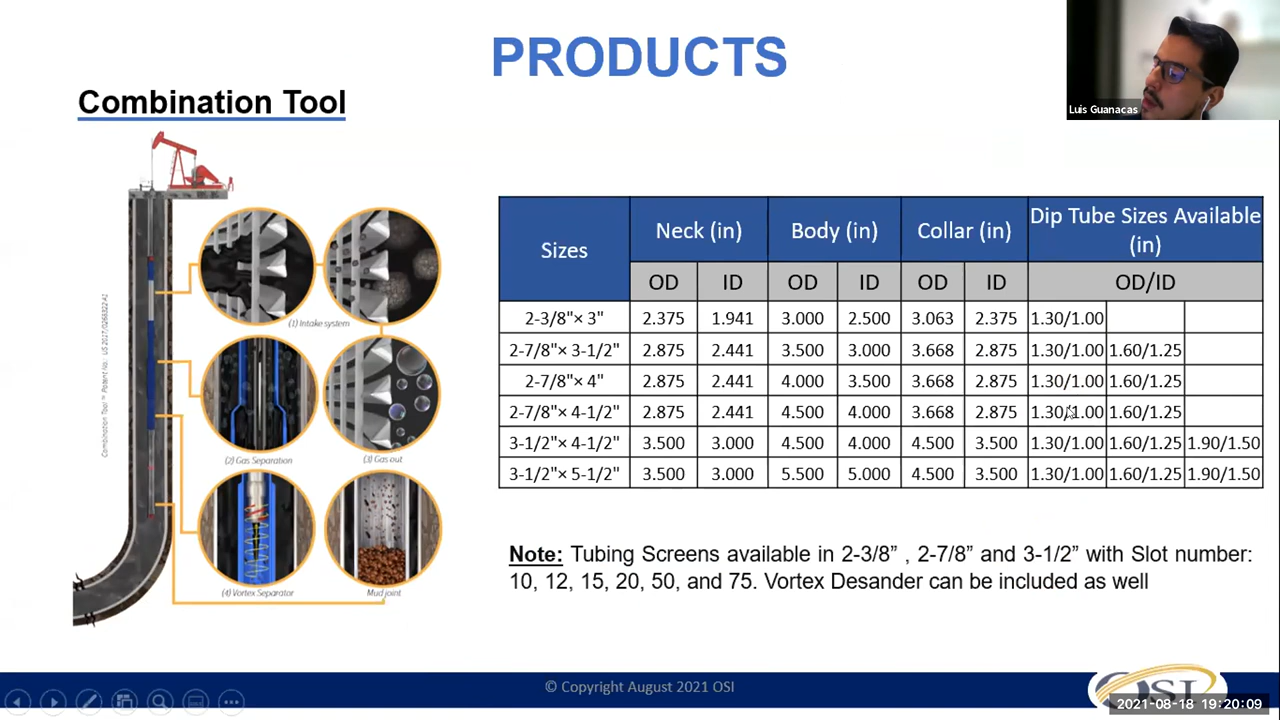 PRODUCTS
Luis Guanacas
Combination Tool
(1) Intake system
(2) Gas Separation
(3) Gas out
(4) Vortex Separator
Mud joint
Sizes Neck (in) Body (in) Collar (in) Dip Tube Sizes Available (in)
OD ID OD ID OD ID OD/ID
2-3/8"× 3" 2.375 1.941 3.000 2.500 3.063 2.375 1.30/1.00
2-7/8"× 3-1/2" 2.875 2.441 3.500 3.000 3.668 2.875 1.30/1.00 1.60/1.25
2-7/8"× 4" 2.875 2.441 4.000 3.500 3.668 2.875 1.30/1.00 1.60/1.25
2-7/8"× 4-1/2" 2.875 2.441 4.500 4.000 3.668 2.875 1.30/1.00 1.60/1.25
3-1/2"× 4-1/2" 3.500 3.000 4.500 4.000 4.500 3.500 1.30/1.00 1.60/1.25 1.90/1.50
3-1/2"× 5-1/2" 3.500 3.000 5.500 5.000 4.500 3.500 1.30/1.00 1.60/1.25 1.90/1.50
Note: Tubing Screens available in 2-3/8” , 2-7/8” and 3-1/2” with Slot number:
10, 12, 15, 20, 50, and 75. Vortex Desander can be included as well
© Copyright August 2021 OSI
OSI
2021-08-18 19:20:09